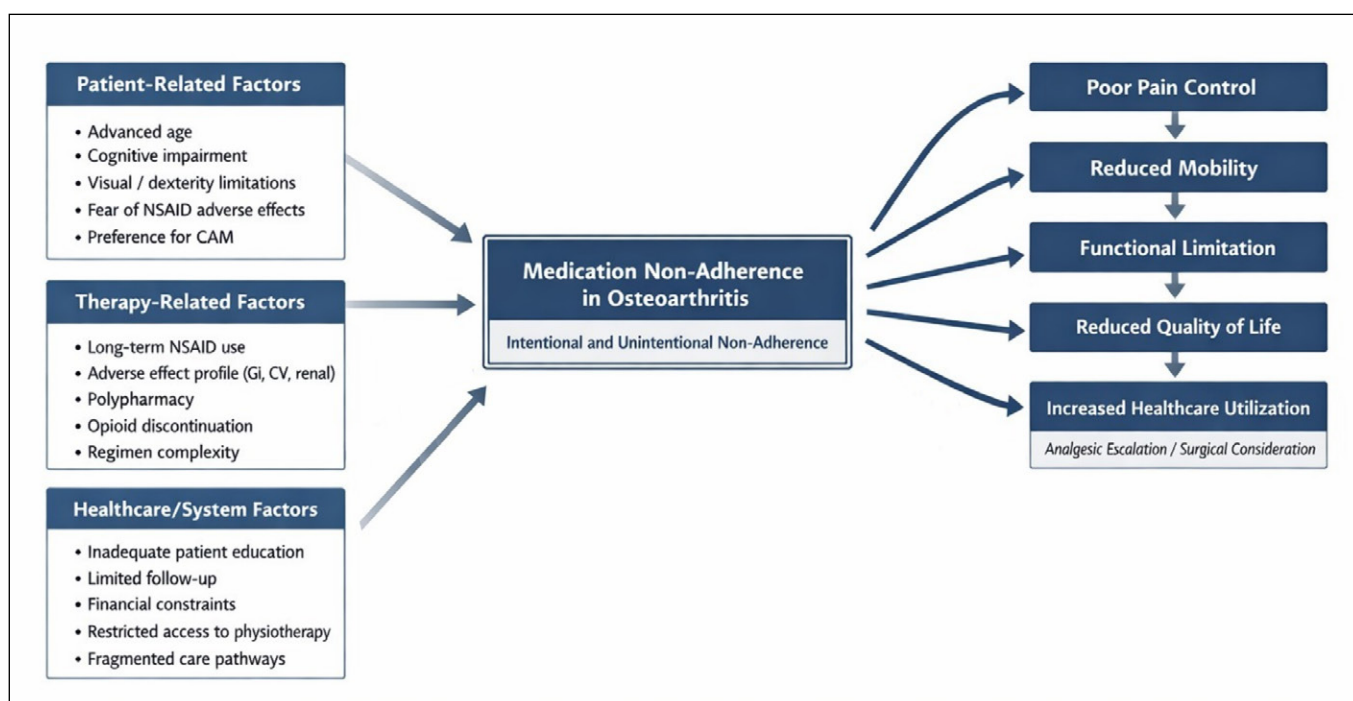 Patient-Related Factors
• Advanced age
• Cognitive impairment
• Visual / dexterity limitations
• Fear of NSAID adverse effects
• Preference for CAM
Therapy-Related Factors
• Long-term NSAID use
• Adverse effect profile (Gi, CV, renal)
• Polypharmacy
• Opioid discontinuation
• Regimen complexity
Healthcare/System Factors
• Inadequate patient education
• Limited follow-up
• Financial constraints
• Restricted access to physiotherapy
• Fragmented care pathways
Medication Non-Adherence
in Osteoarthritis
Intentional and Unintentional Non-Adherence
Poor Pain Control
Reduced Mobility
Functional Limitation
Reduced Quality of Life
Increased Healthcare Utilization
Analgesic Escalation / Surgical Consideration